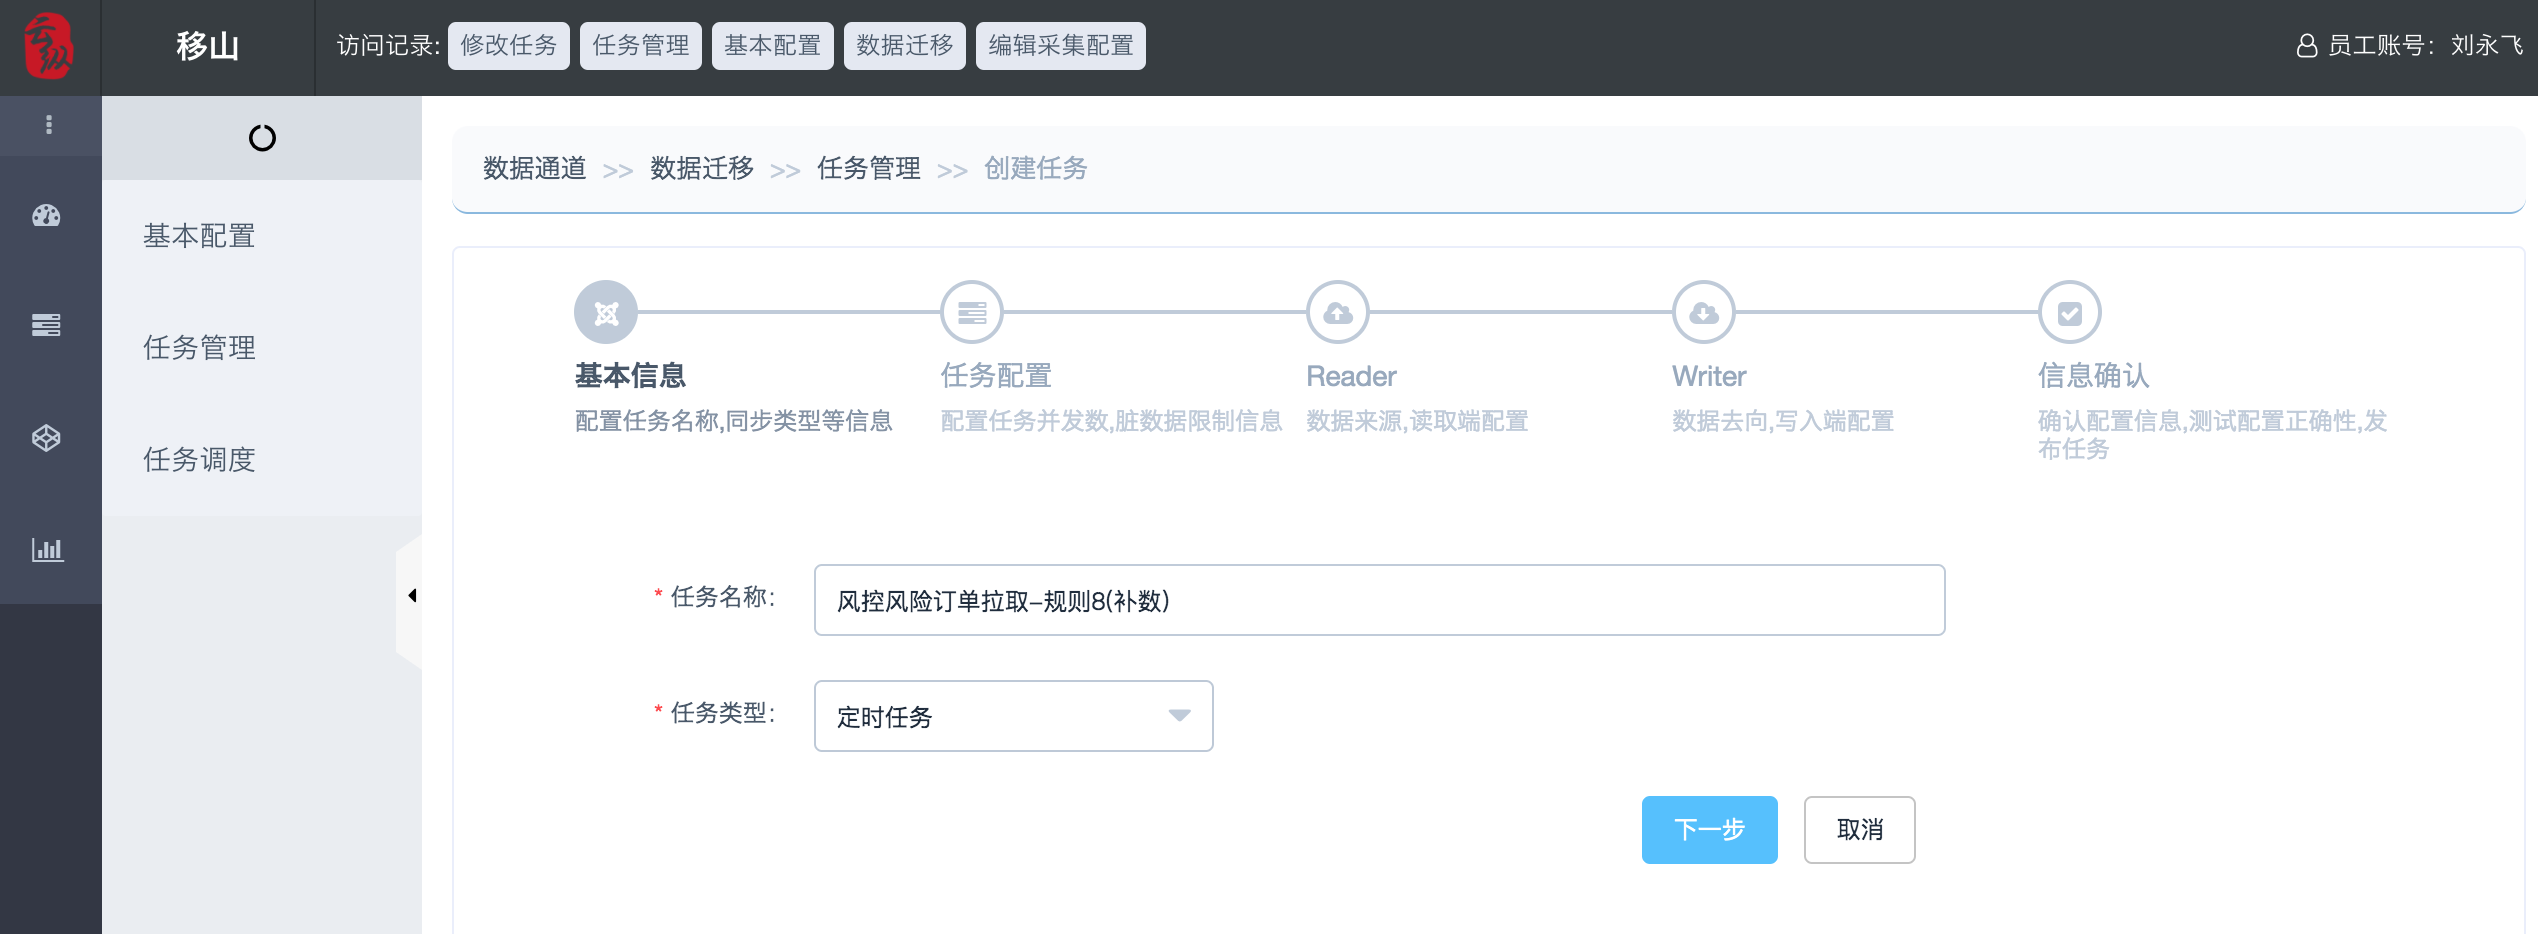 云纵
移山
访问记录: 修改任务 任务管理 基本配置 数据迁移 编辑采集配置
员工账号: 刘永飞
基本配置
任务管理
任务调度
数据通道 >> 数据迁移 >> 任务管理 >> 创建任务
基本信息
配置任务名称,同步类型等信息
任务配置
配置任务并发数,脏数据限制信息
Reader
数据来源,读取端配置
Writer
数据去向,写入端配置
信息确认
确认配置信息,测试配置正确性,发
布任务
* 任务名称: 风控风险订单拉取-规则8(补数)
* 任务类型: 定时任务
下一步 取消